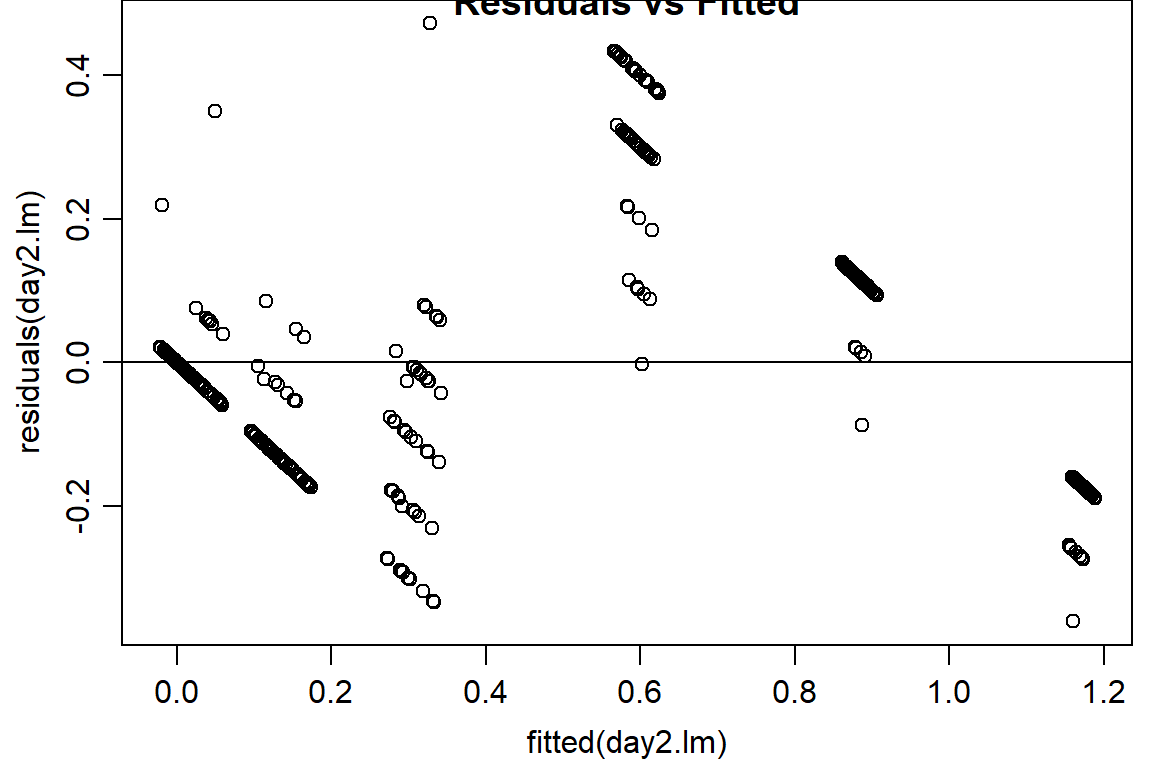 Residuals vs Fitted
residuals(day2.lm)
0.4
0.2
0.0
-0.2
0.0 0.2 0.4 0.6 0.8 1.0 1.2
fitted(day2.lm)